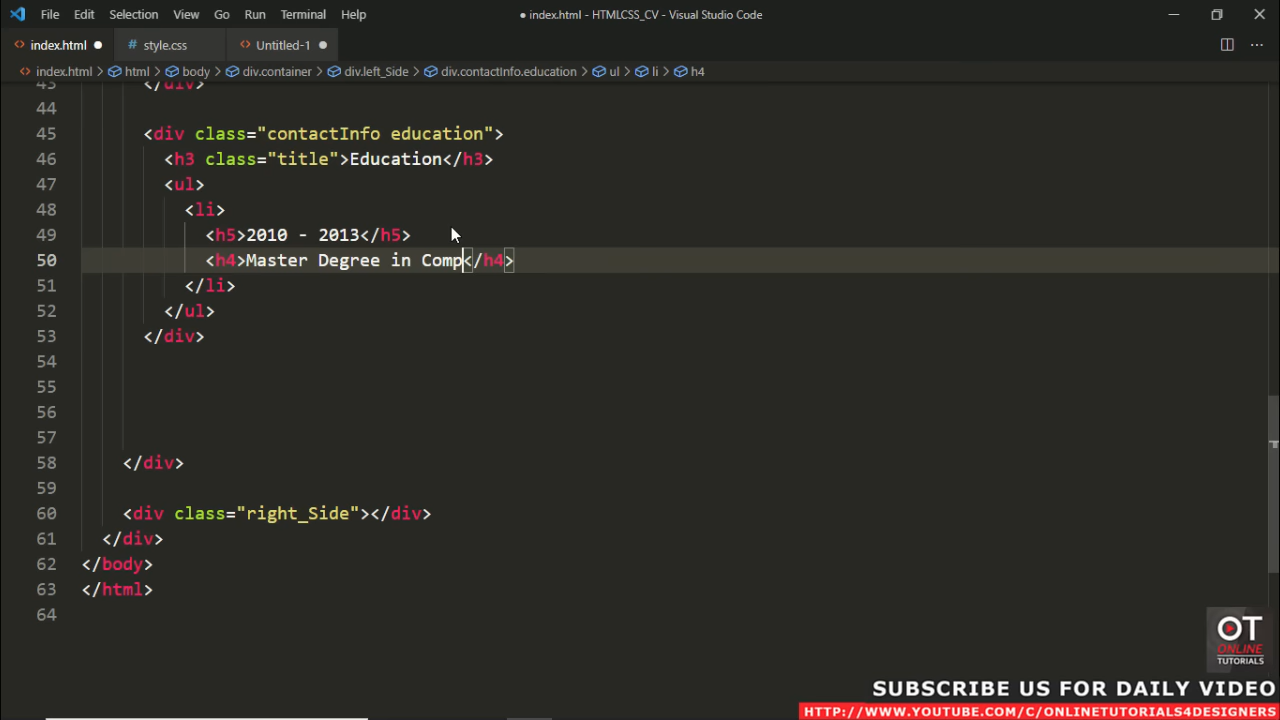 File Edit Selection View Go Run Terminal Help
● index.html - HTMLCSS_CV - Visual Studio Code
index.html style.css Untitled-1
index.html > html > body > div.container > div.left_Side > div.contactInfo.education > ul > li > h4
43 </div>
44
45 <div class="contactInfo education">
46 <h3 class="title">Education</h3>
47 <ul>
48 <li>
49 <h5>2010 - 2013</h5>
50 <h4>Master Degree in Comp</h4>
51 </li>
52 </ul>
53 </div>
54
55
56
57
58 </div>
59
60 <div class="right_Side"></div>
61 </div>
62 </body>
63 </html>
64
OT
ONLINE
TUTORIALS
SUBSCRIBE US FOR DAILY VIDEO
HTTP://WWW.YOUTUBE.COM/C/ONLINETUTORIALS4DESIGNERS